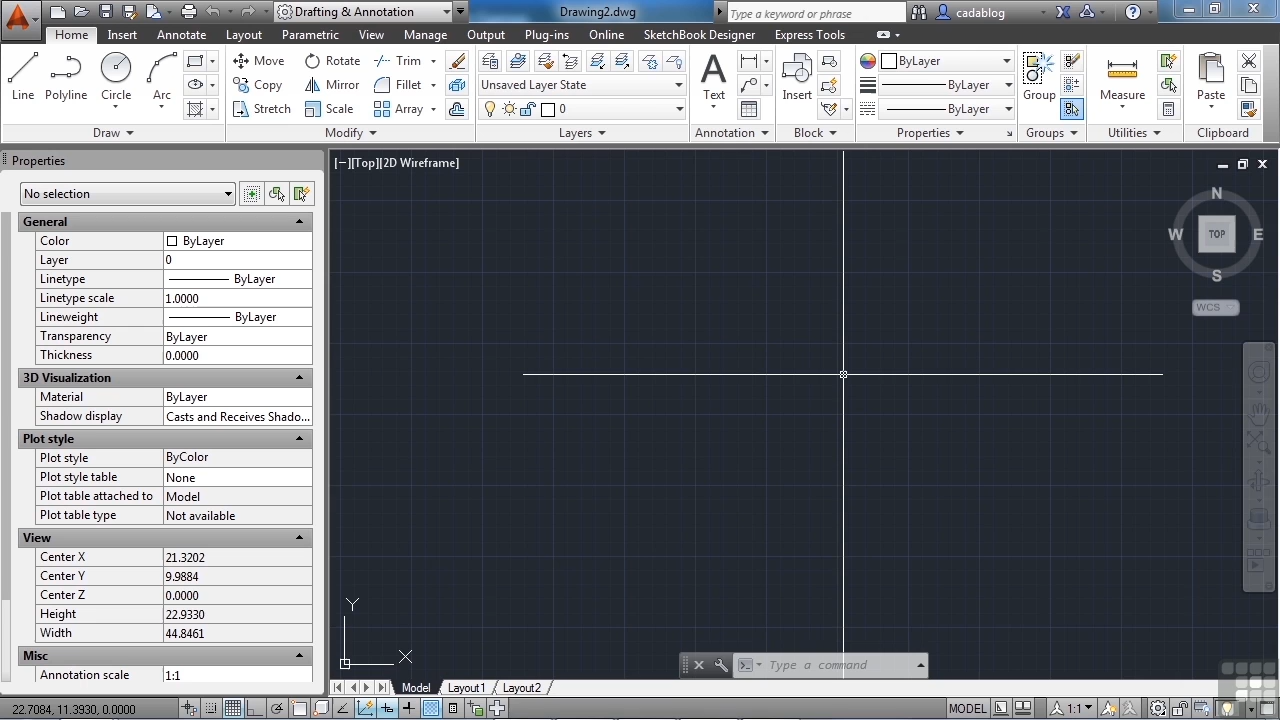 Drafting & Annotation Drawing2.dwg Type a keyword or phrase cadablog
Home Insert Annotate Layout Parametric View Manage Output Plug-ins Online SketchBook Designer Express Tools
Line Polyline Circle Arc
Move Rotate Trim
Copy Mirror Fillet
Stretch Scale Array
Unsaved Layer State
0
Text
Insert
ByLayer
ByLayer
ByLayer
Group
Measure
Paste
Draw Modify Layers Annotation Block Properties Groups Utilities Clipboard
Properties
No selection
General
Color ByLayer
Layer 0
Linetype ByLayer
Linetype scale 1.0000
Lineweight ByLayer
Transparency ByLayer
Thickness 0.0000
3D Visualization
Material ByLayer
Shadow display Casts and Receives Shado...
Plot style
Plot style ByColor
Plot style table None
Plot table attached to Model
Plot table type Not available
View
Center X 21.3202
Center Y 9.9884
Center Z 0.0000
Height 22.9330
Width 44.8461
Misc
Annotation scale 1:1
[−][Top][2D Wireframe]
N
W TOP E
S
WCS
Y
X
Type a command
Model Layout1 Layout2
22.7084, 11.3930, 0.0000 MODEL 1:1